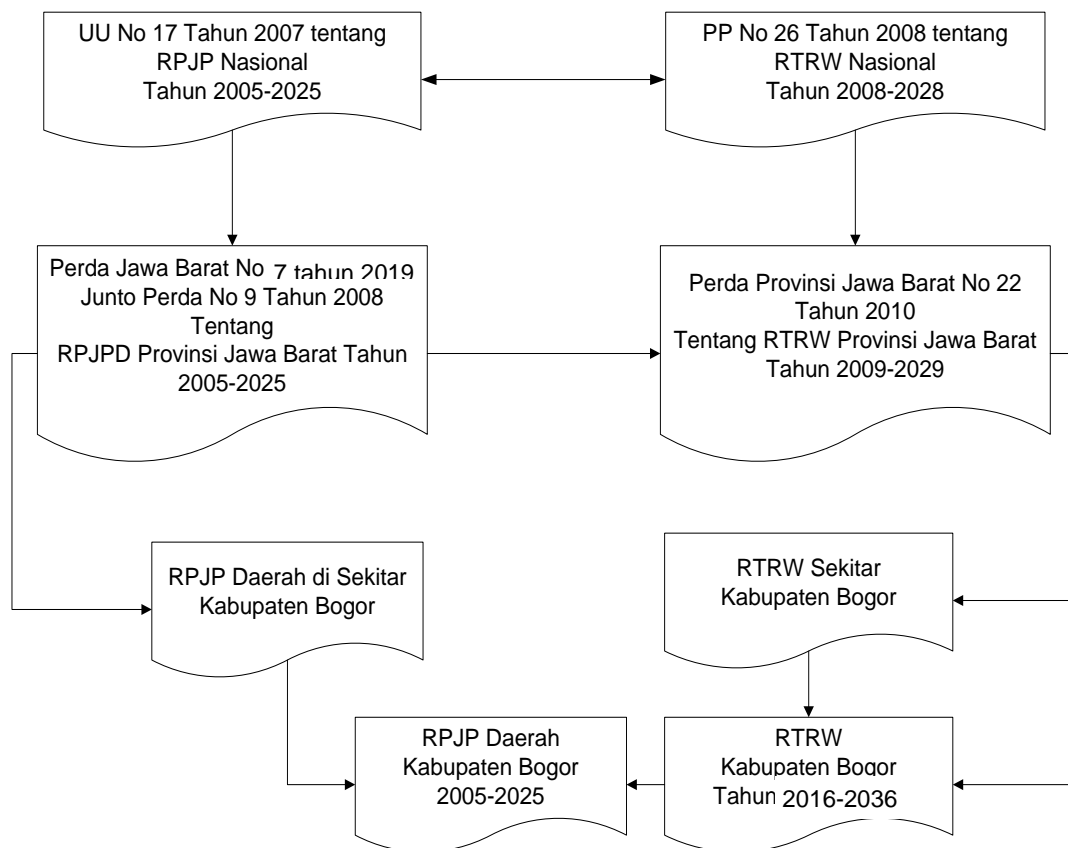 UU No 17 Tahun 2007 tentang
RPJP Nasional
Tahun 2005-2025
PP No 26 Tahun 2008 tentang
RTRW Nasional
Tahun 2008-2028
Perda Jawa Barat No 7 tahun 2019
Junto Perda No 9 Tahun 2008
Tentang
RPJPD Provinsi Jawa Barat Tahun
2005-2025
Perda Provinsi Jawa Barat No 22
Tahun 2010
Tentang RTRW Provinsi Jawa Barat
Tahun 2009-2029
RPJP Daerah di Sekitar
Kabupaten Bogor
RTRW Sekitar
Kabupaten Bogor
RPJP Daerah
Kabupaten Bogor
2005-2025
RTRW
Kabupaten Bogor
Tahun 2016-2036